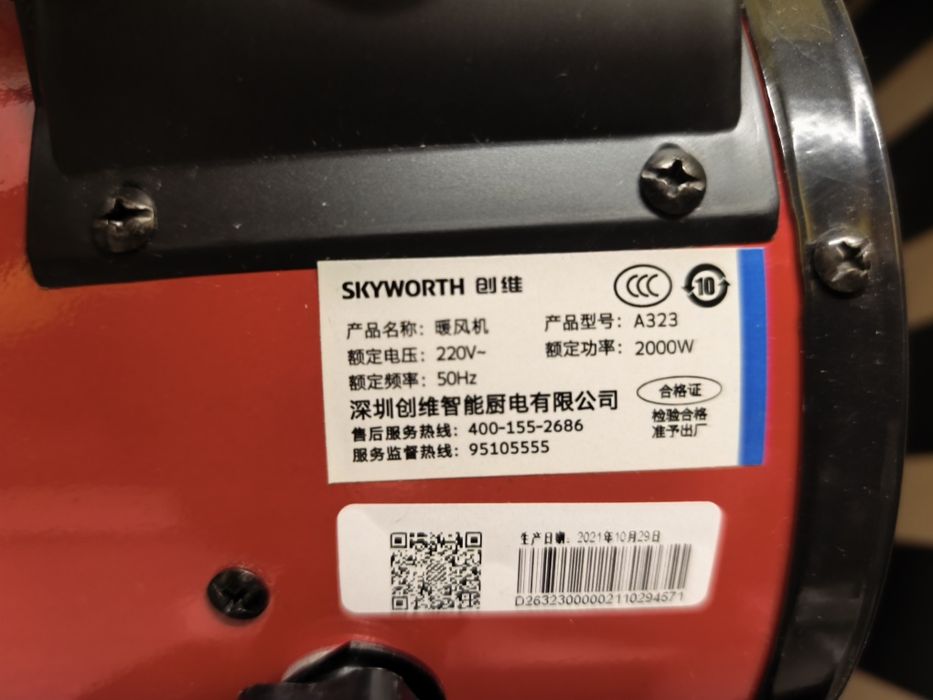 SKYWORTH 创维
CCC
10
产品名称：暖风机
产品型号：A323
额定电压：220V~
额定功率：2000W
额定频率：50Hz
深圳创维智能厨电有限公司
售后服务热线：400-155-2686
服务监督热线：95105555
合格证
检验合格
准予出厂
生产日期：2021年10月29日
D26323000002110294571